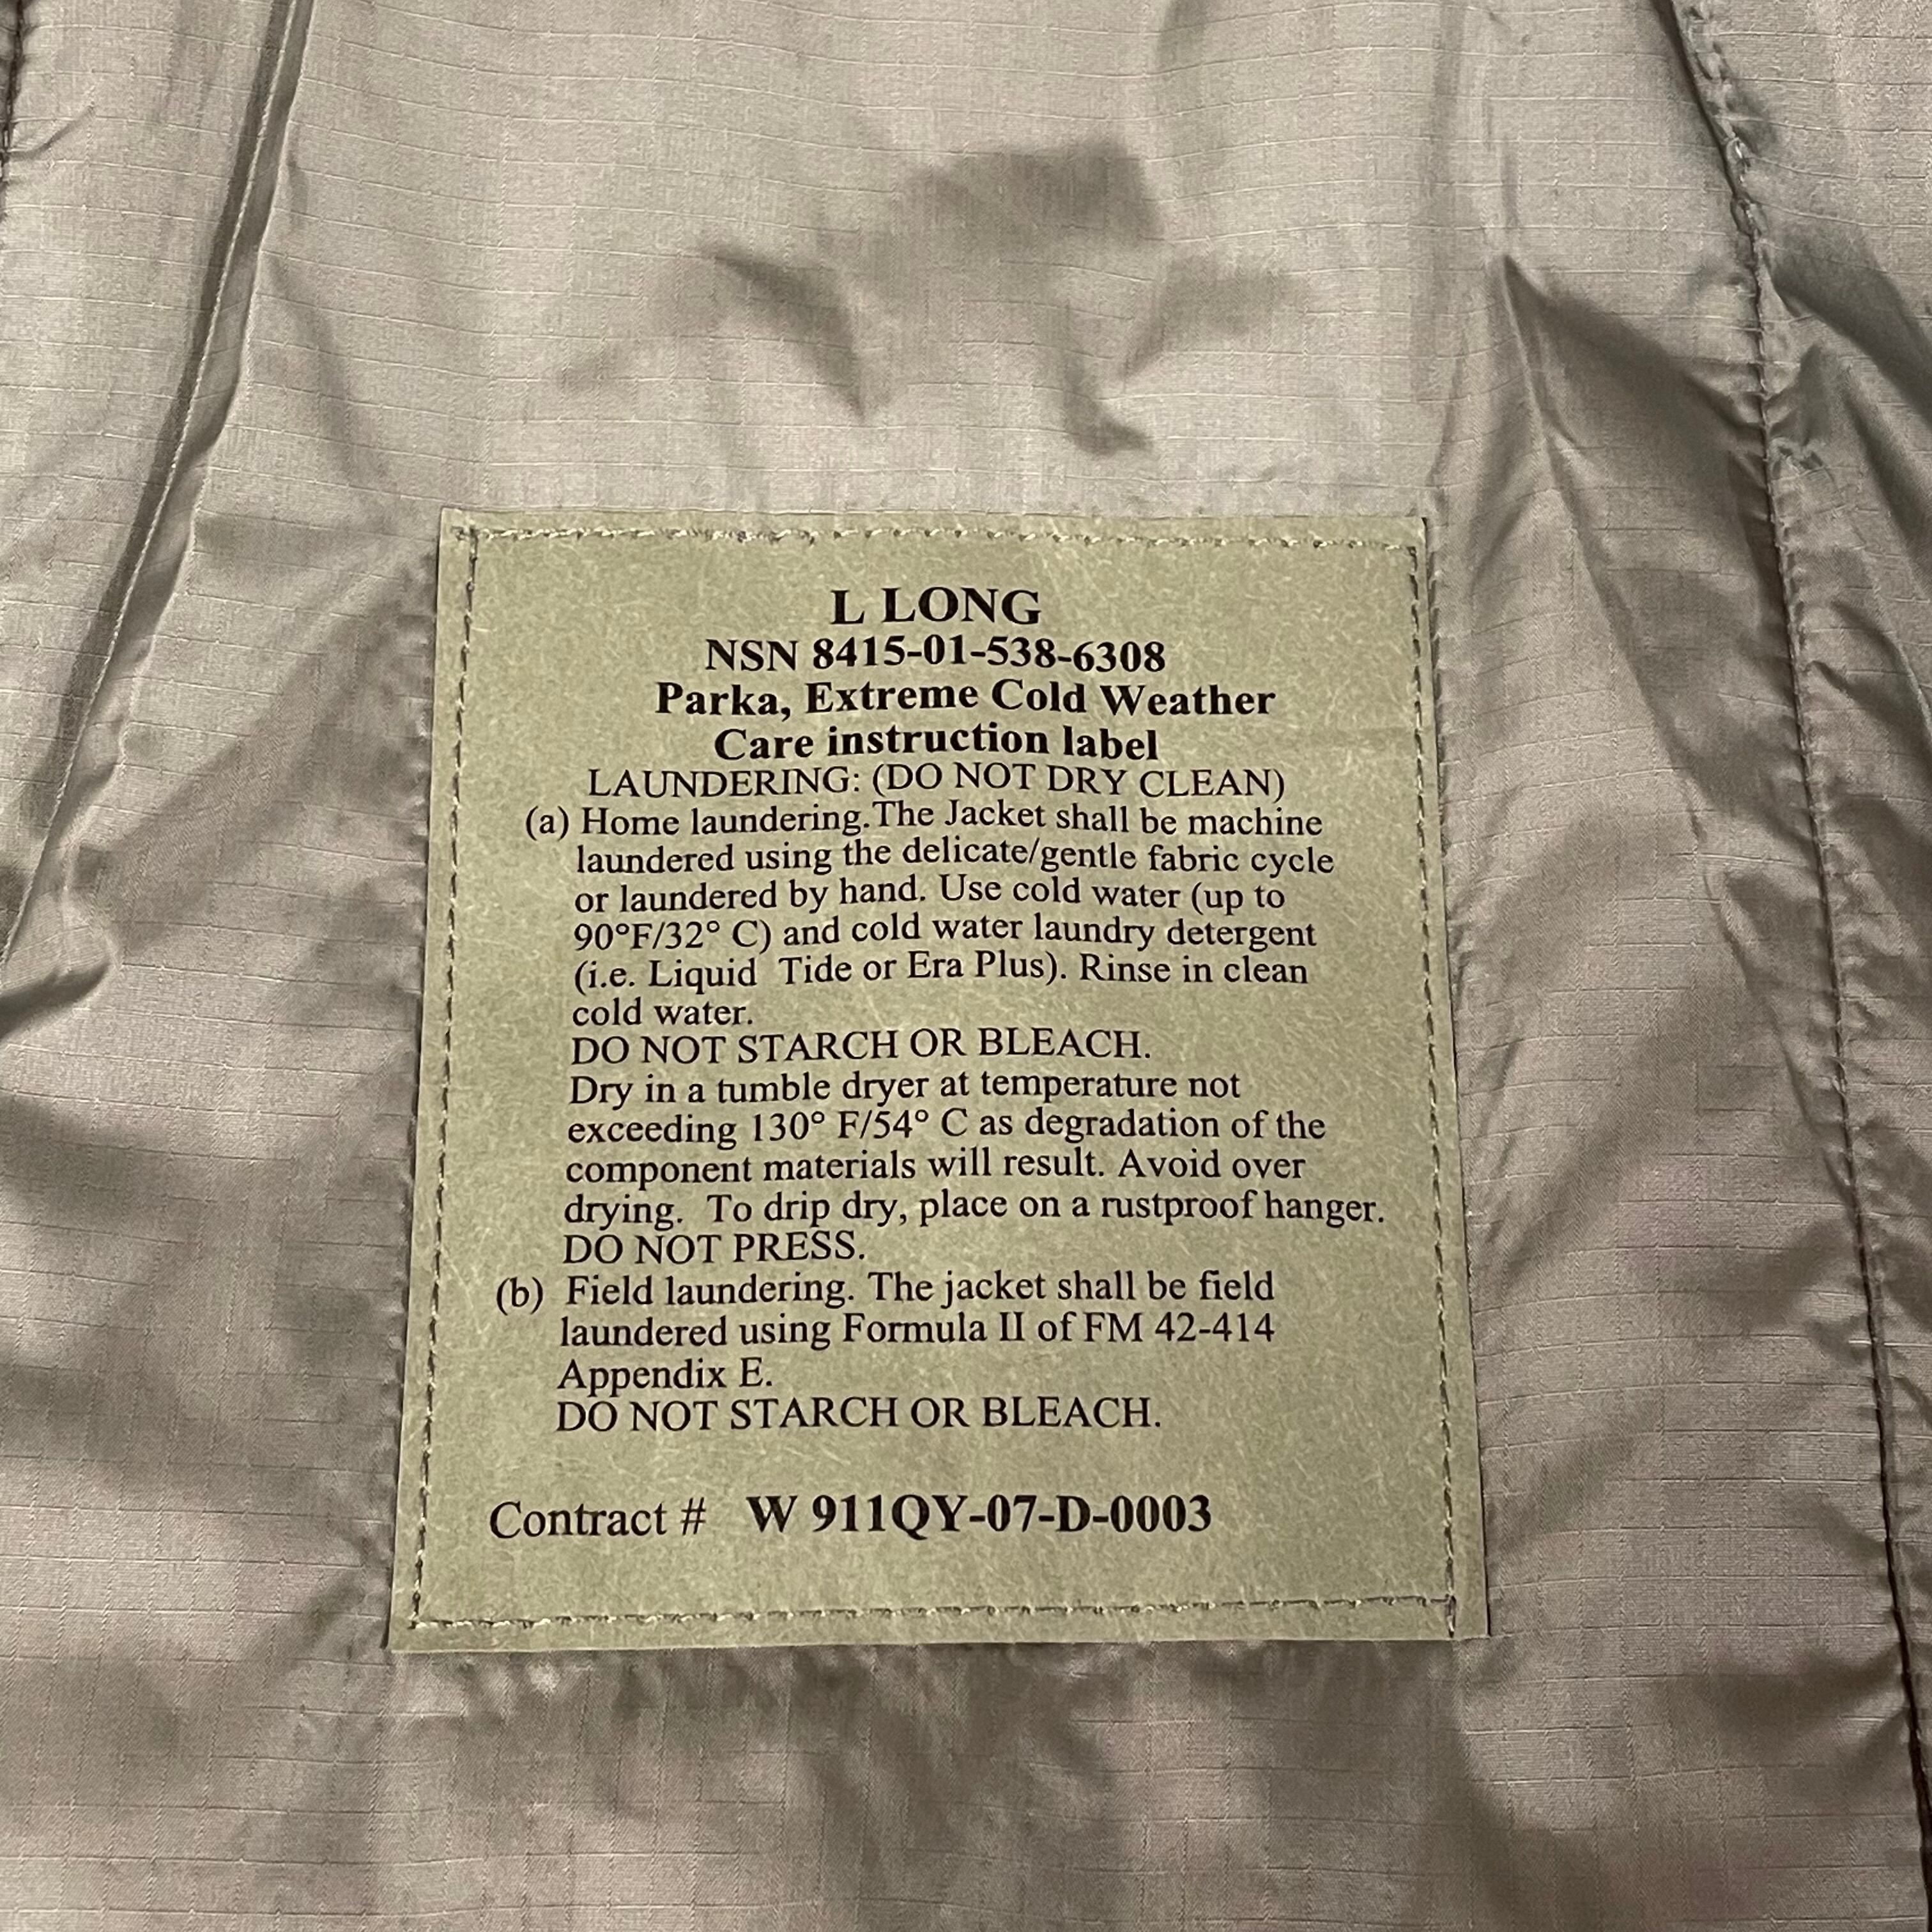 L LONG
NSN 8415-01-538-6308
Parka, Extreme Cold Weather
Care instruction label
LAUNDERING: (DO NOT DRY CLEAN)
(a) Home laundering.The Jacket shall be machine
laundered using the delicate/gentle fabric cycle
or laundered by hand. Use cold water (up to
90°F/32° C) and cold water laundry detergent
(i.e. Liquid Tide or Era Plus). Rinse in clean
cold water.
DO NOT STARCH OR BLEACH.
Dry in a tumble dryer at temperature not
exceeding 130° F/54° C as degradation of the
component materials will result. Avoid over
drying. To drip dry, place on a rustproof hanger.
DO NOT PRESS.
(b) Field laundering. The jacket shall be field
laundered using Formula II of FM 42-414
Appendix E.
DO NOT STARCH OR BLEACH.
Contract # W 911QY-07-D-0003